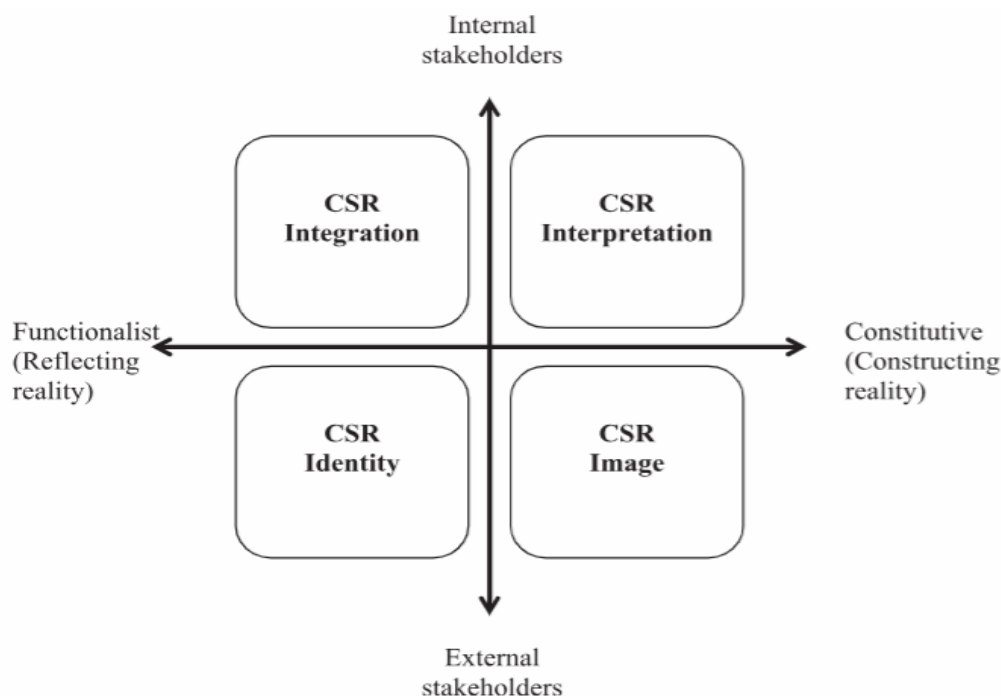 Internal
stakeholders
CSR
Integration
CSR
Interpretation
Functionalist
(Reflecting
reality)
Constitutive
(Constructing
reality)
CSR
Identity
CSR
Image
External
stakeholders